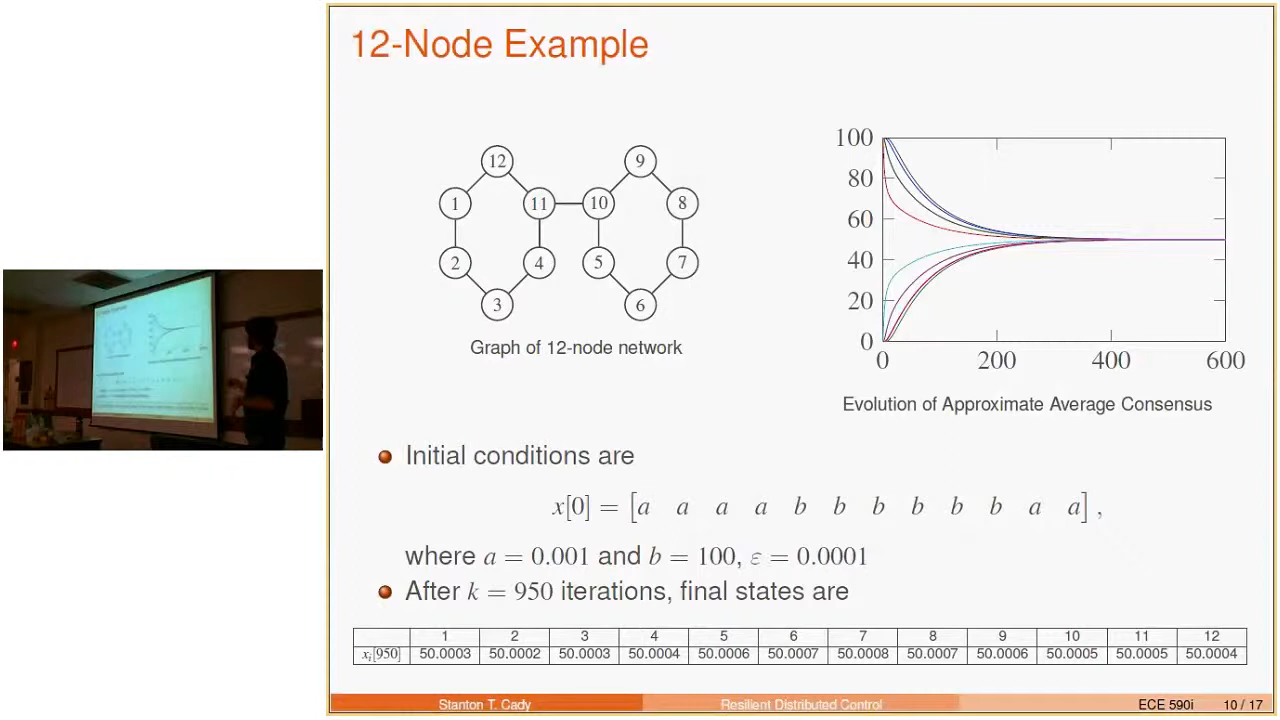 12-Node Example
12
9
1
11
10
8
2
4
5
7
3
6
Graph of 12-node network
100
80
60
40
20
0
0 200 400 600
Evolution of Approximate Average Consensus
Initial conditions are
x[0] = [a a a a b b b b b b a a],
where a = 0.001 and b = 100, ε = 0.0001
After k = 950 iterations, final states are
1 2 3 4 5 6 7 8 9 10 11 12
xᵢ[950] 50.0003 50.0002 50.0003 50.0004 50.0006 50.0007 50.0008 50.0007 50.0006 50.0005 50.0005 50.0004
Stanton T. Cady Resilient Distributed Control ECE 590i 10 / 17